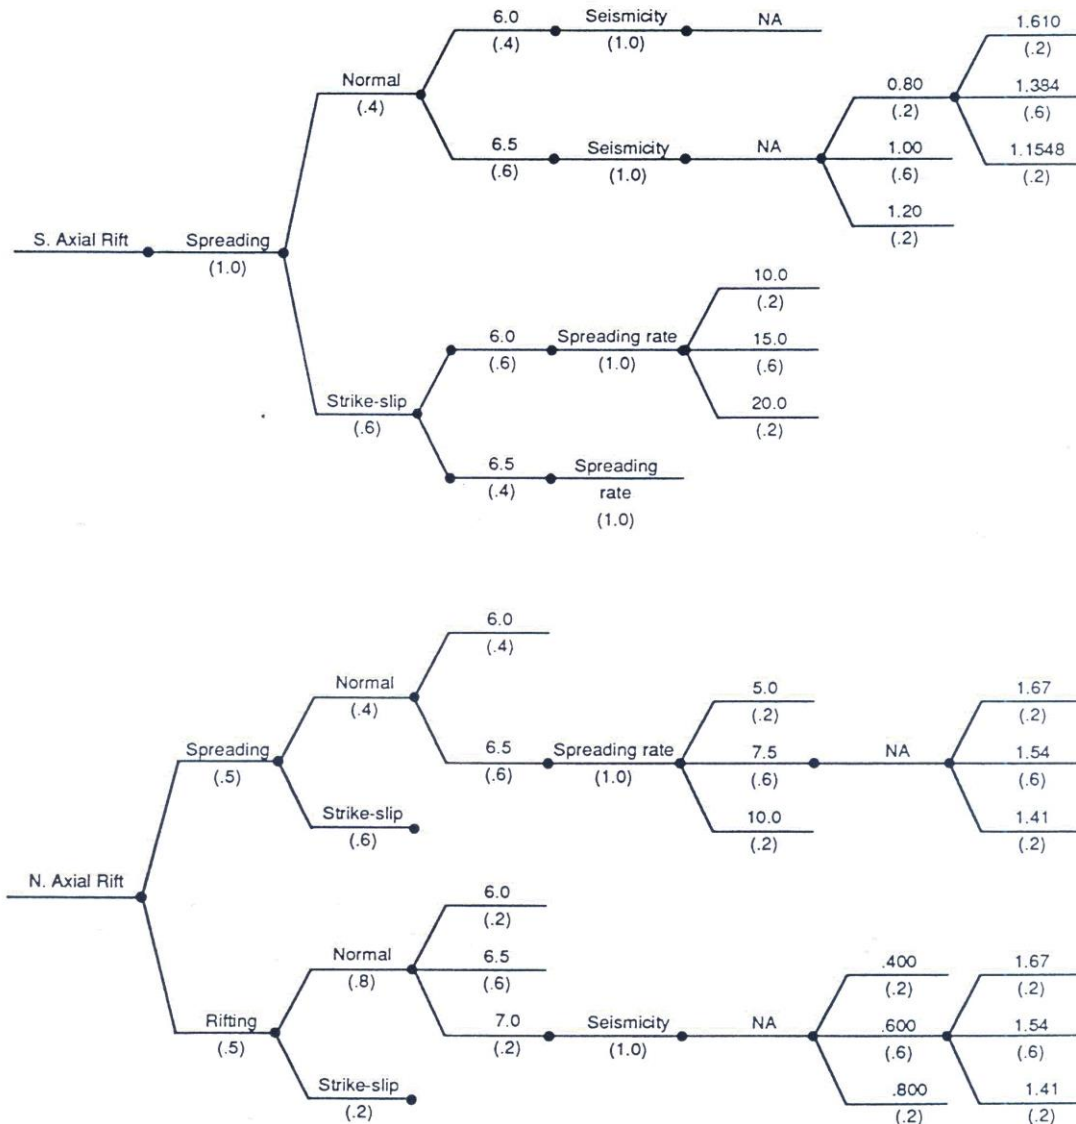 6.0 Seismicity NA 1.610
(.4) (1.0) (.2)
Normal 0.80 1.384
(.4) (.2) (.6)
6.5 Seismicity NA 1.00 1.1548
(.6) (1.0) (.6) (.2)
1.20
(.2)
S. Axial Rift Spreading
(1.0)
10.0
(.2)
6.0 Spreading rate 15.0
(.6) (1.0) (.6)
Strike-slip 20.0
(.6) (.2)
6.5 Spreading
(.4) rate
(1.0)
6.0
(.4)
Normal 5.0 1.67
(.4) (.2) (.2)
Spreading 6.5 Spreading rate 7.5 NA 1.54
(.5) (.6) (1.0) (.6) (.6)
Strike-slip 10.0 1.41
(.6) (.2) (.2)
N. Axial Rift
6.0
(.2)
Normal 6.5 .400 1.67
(.8) (.6) (.2) (.2)
Rifting 7.0 Seismicity NA .600 1.54
(.5) (.2) (1.0) (.6) (.6)
Strike-slip .800 1.41
(.2) (.2) (.2)